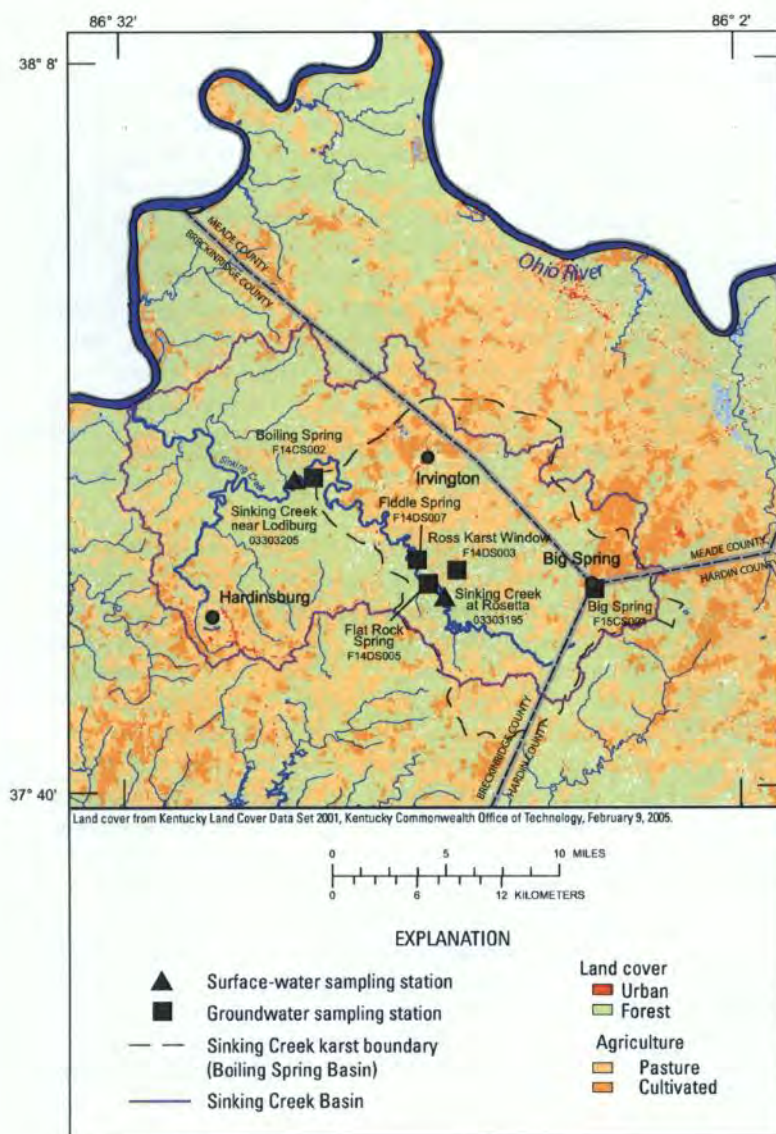 86° 32'
86° 2'
38° 8'
MEADE COUNTY
BRECKINRIDGE COUNTY
Ohio River
Boiling Spring
F14CS002
Sinking Creek
Irvington
Sinking Creek
near Lodiburg
03303205
Fiddle Spring
F14DS007
Ross Karst Window
F14DS003
Big Spring
MEADE COUNTY
HARDIN COUNTY
Hardinsburg
Sinking Creek
at Rosetta
03303195
Big Spring
F15CS001
Flat Rock
Spring
F14DS005
BRECKINRIDGE COUNTY
HARDIN COUNTY
37° 40'
Land cover from Kentucky Land Cover Data Set 2001, Kentucky Commonwealth Office of Technology, February 9, 2005.
0 5 10 MILES
0 6 12 KILOMETERS
EXPLANATION
Surface-water sampling station
Groundwater sampling station
Sinking Creek karst boundary
(Boiling Spring Basin)
Sinking Creek Basin
Land cover
Urban
Forest
Agriculture
Pasture
Cultivated